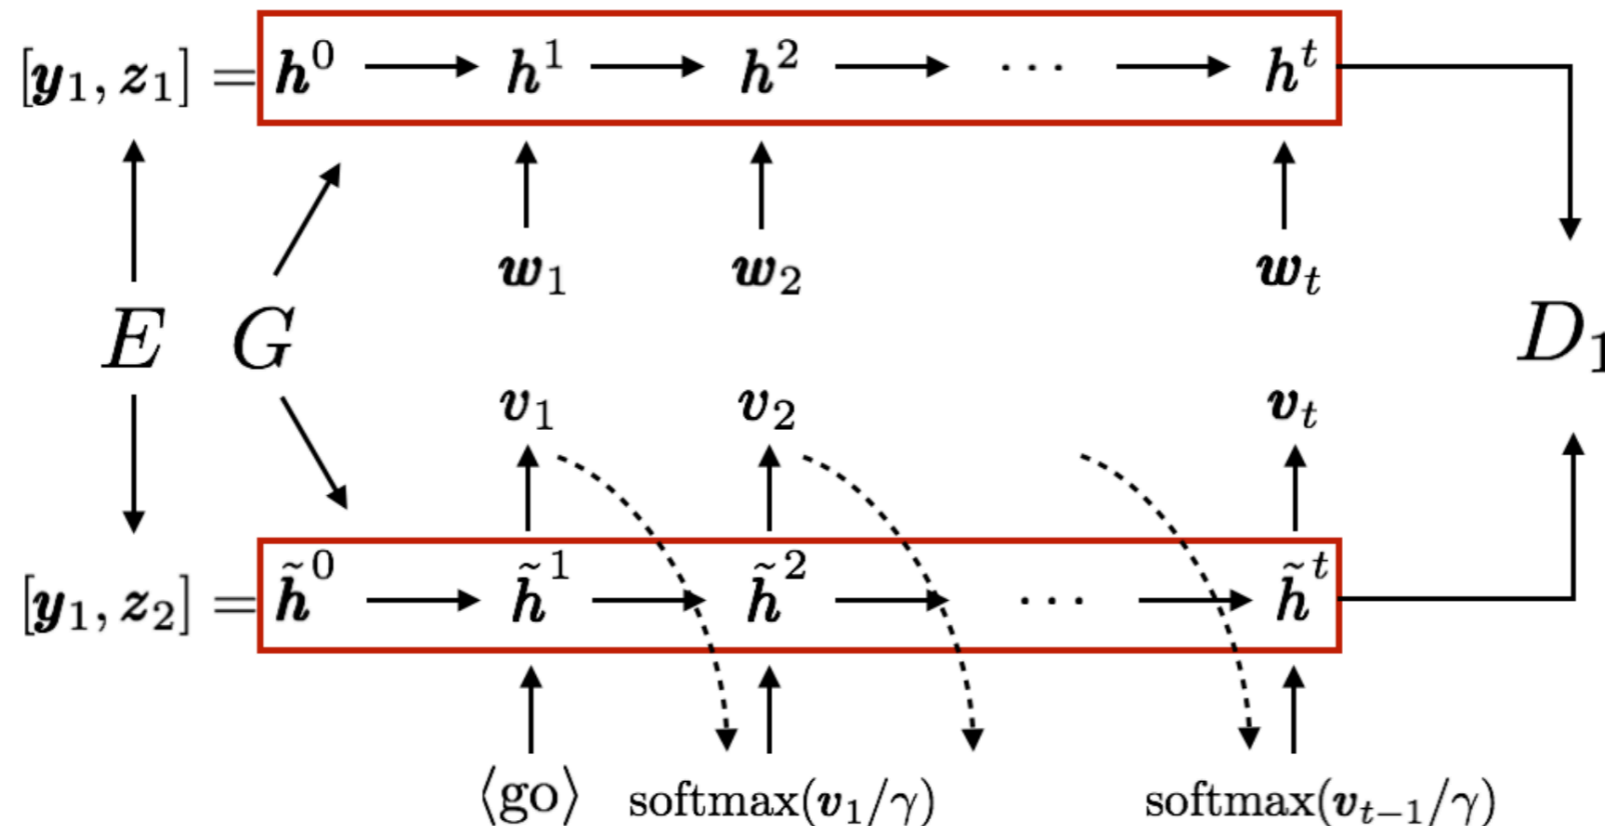 [y₁, z₁] = h⁰ → h¹ → h² → ··· → hᵗ
w₁ w₂ wₜ
E G D₁
v₁ v₂ vₜ
[y₁, z₂] = h̃⁰ → h̃¹ → h̃² → ··· → h̃ᵗ
⟨go⟩ softmax(v₁/γ) softmax(vₜ₋₁/γ)